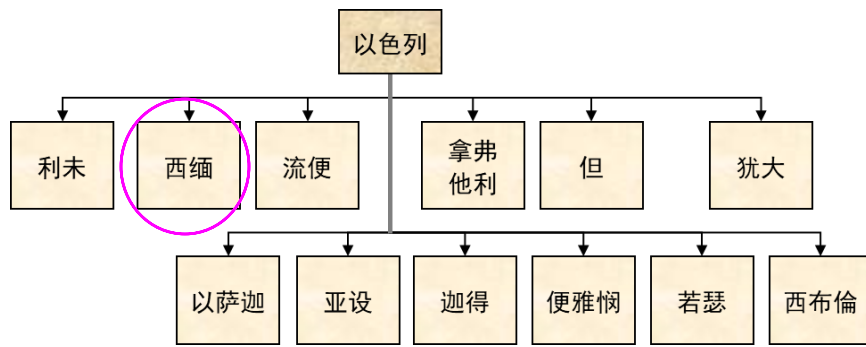 以色列
利未
西缅
流便
拿弗
他利
但
犹大
以萨迦
亚设
迦得
便雅悯
若瑟
西布倫